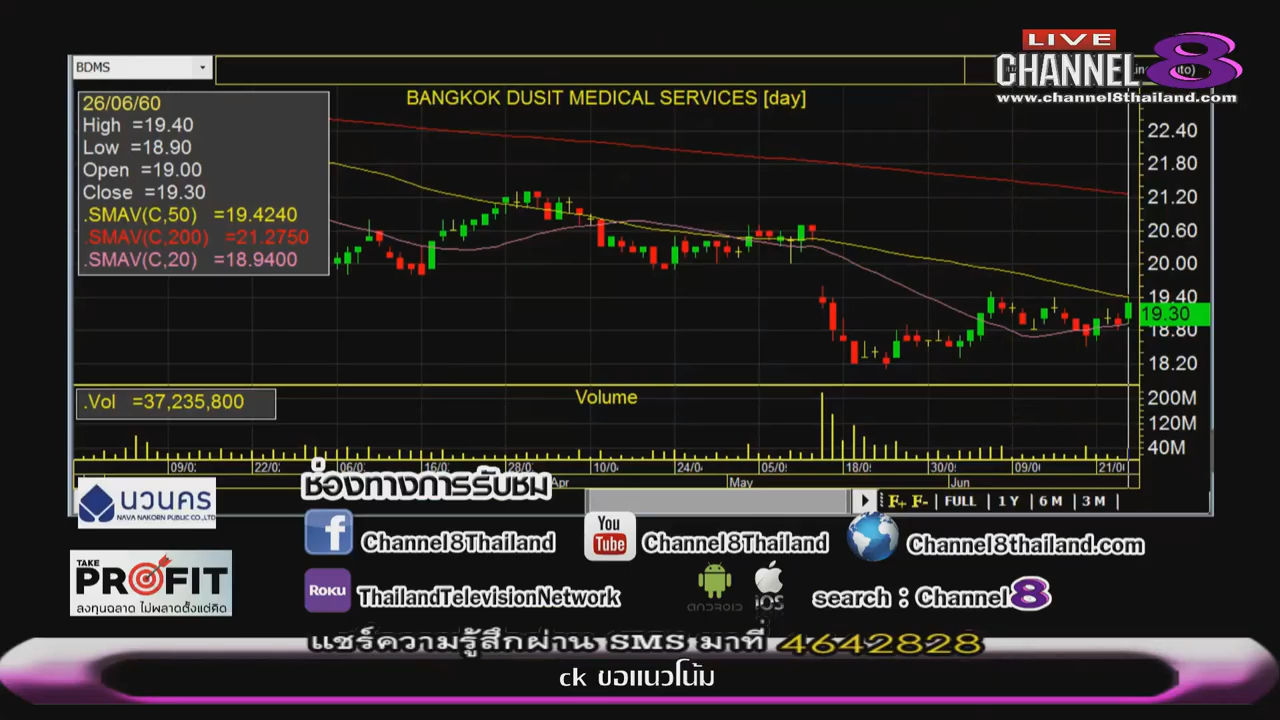 LIVE
CHANNEL 8
www.channel8thailand.com
BDMS
BANGKOK DUSIT MEDICAL SERVICES [day]
26/06/60
High =19.40
Low =18.90
Open =19.00
Close =19.30
.SMAV(C,50) =19.4240
.SMAV(C,200) =21.2750
.SMAV(C,20) =18.9400
22.40
21.80
21.20
20.60
20.00
19.40
19.30
18.80
18.20
.Vol =37,235,800
Volume
200M
120M
40M
09/0 22/0 06/0 16/0 28/0 10/0 24/0 05/0 18/0 30/0 09/0 21/0
Apr May Jun
F+ F- | FULL | 1 Y | 6 M | 3 M |
ช่องทางการรับชม
นวนคร
NAVA NAKORN PUBLIC CO.,LTD
f Channel8Thailand
You Tube Channel8Thailand
Channel8thailand.com
TAKE PROFIT
ลงทุนฉลาด ไม่พลาดตั้งแต่คิด
ROKU ThailandTelevisionNetwork
ANDROID iOS search : Channel 8
แชร์ความรู้สึกผ่าน SMS มาที่ 4642828
ck ขอแนวโน้ม